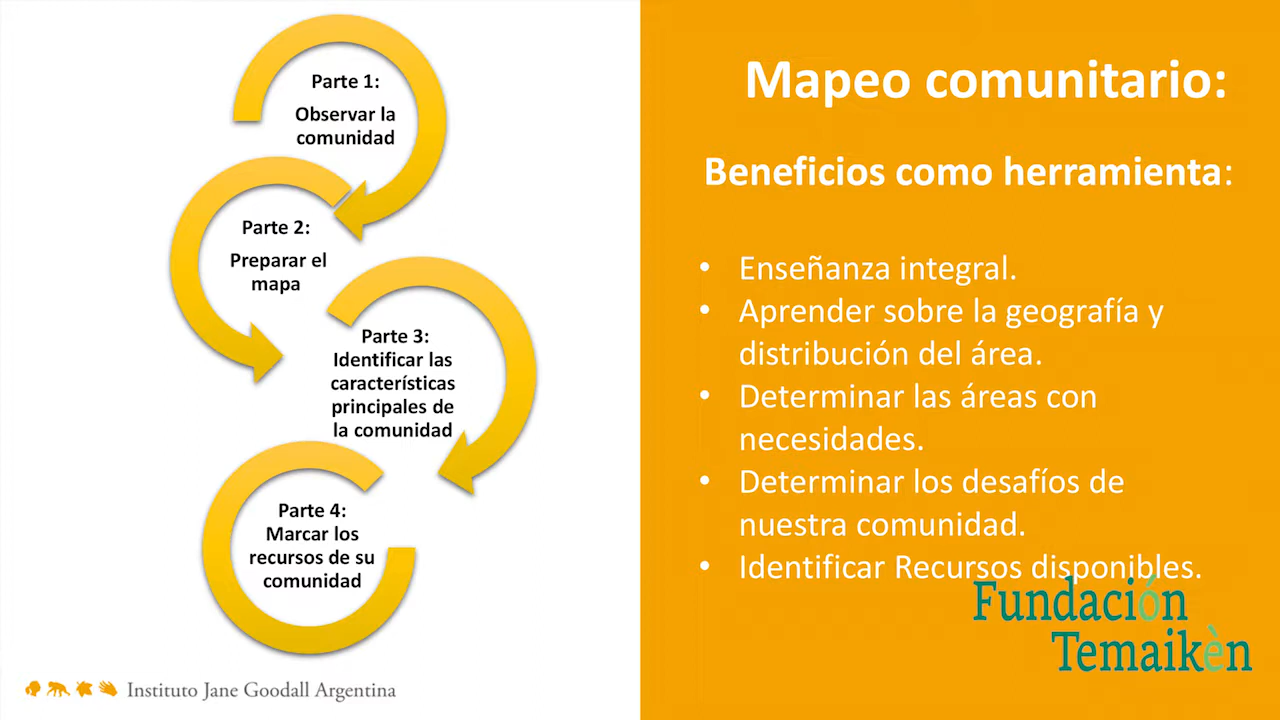 Parte 1:
Observar la
comunidad
Parte 2:
Preparar el
mapa
Parte 3:
Identificar las
características
principales de
la comunidad
Parte 4:
Marcar los
recursos de su
comunidad
Instituto Jane Goodall Argentina
Mapeo comunitario:
Beneficios como herramienta:
• Enseñanza integral.
• Aprender sobre la geografía y
distribución del área.
• Determinar las áreas con
necesidades.
• Determinar los desafíos de
nuestra comunidad.
• Identificar Recursos disponibles.
Fundación
Temaikèn